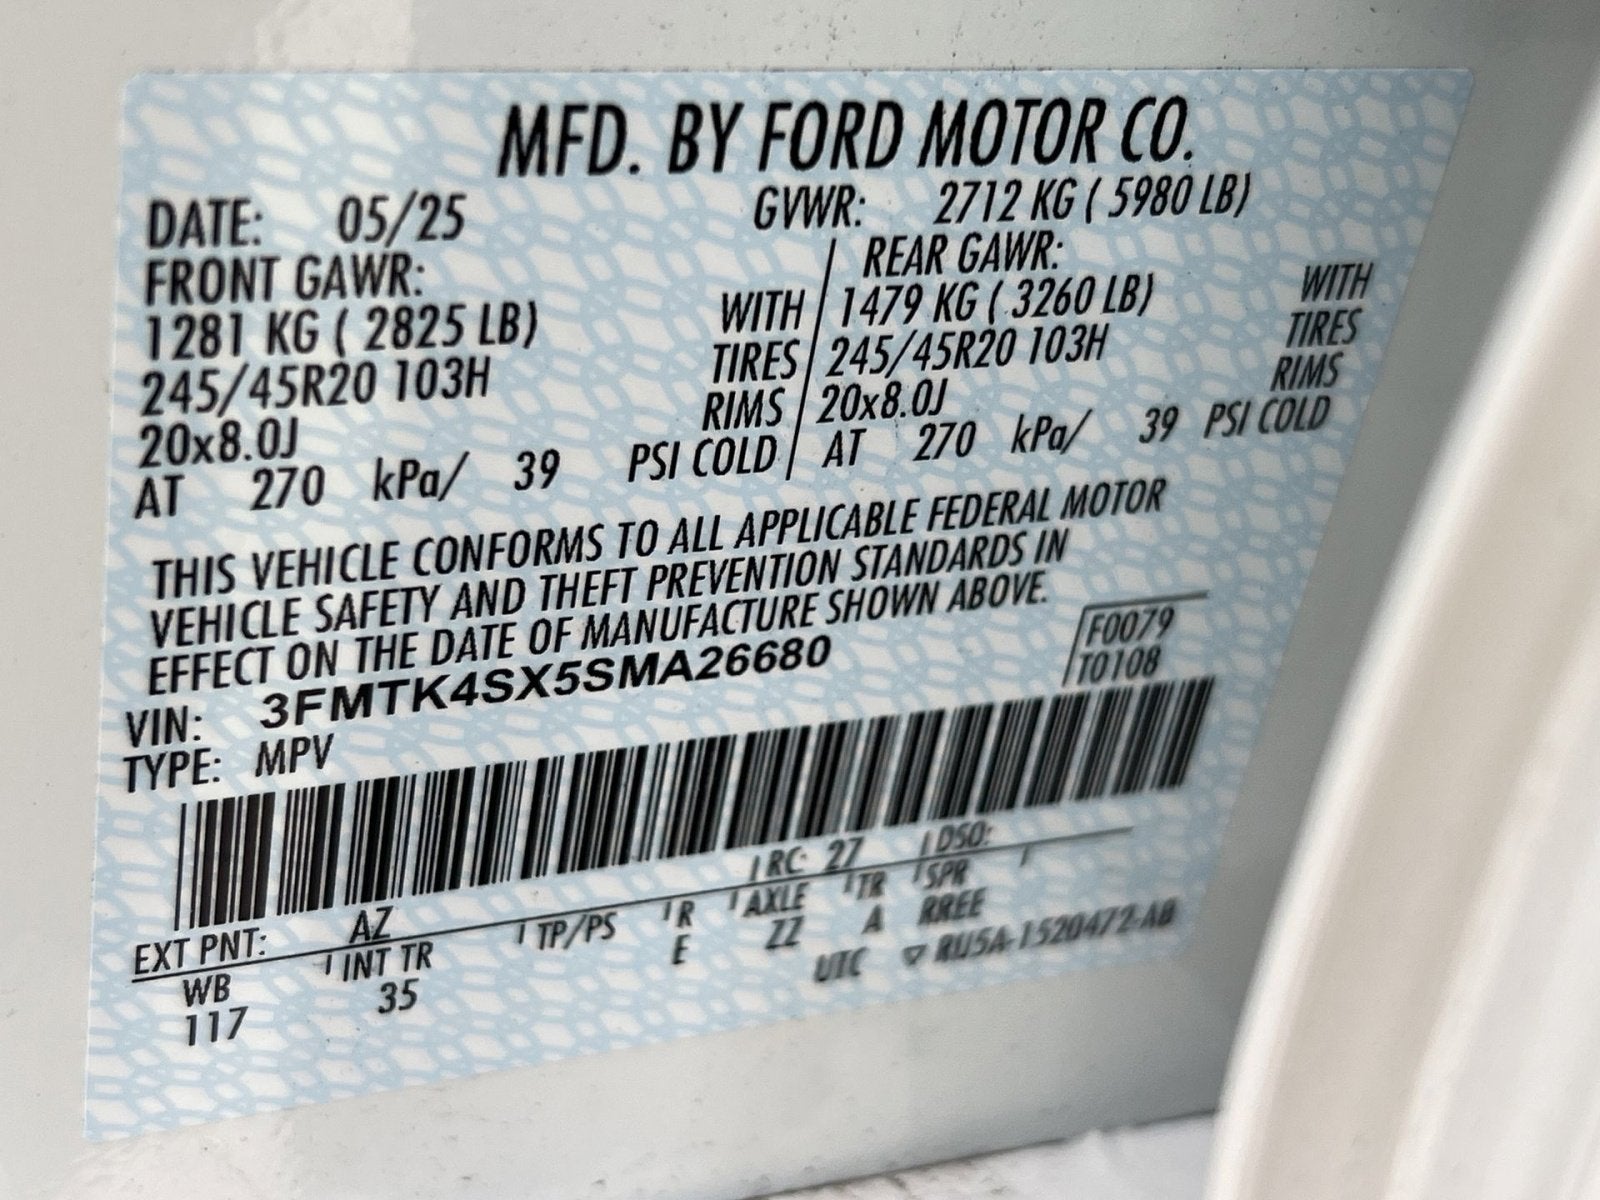 MFD. BY FORD MOTOR CO.
DATE: 05/25 GVWR: 2712 KG ( 5980 LB)
FRONT GAWR: REAR GAWR:
1281 KG ( 2825 LB) WITH 1479 KG ( 3260 LB) WITH
245/45R20 103H TIRES 245/45R20 103H TIRES
20x8.0J RIMS 20x8.0J RIMS
AT 270 kPa/ 39 PSI COLD AT 270 kPa/ 39 PSI COLD
THIS VEHICLE CONFORMS TO ALL APPLICABLE FEDERAL MOTOR
VEHICLE SAFETY AND THEFT PREVENTION STANDARDS IN
EFFECT ON THE DATE OF MANUFACTURE SHOWN ABOVE.
VIN: 3FMTK4SX5SMA26680 F0079
TYPE: MPV T0108
EXT PNT: AZ RC: 27 DSO:
WB INT TR TP/PS R AXLE TR SPR
117 35 E ZZ A RREE
UTC ▽ RU5A-1520472-AB